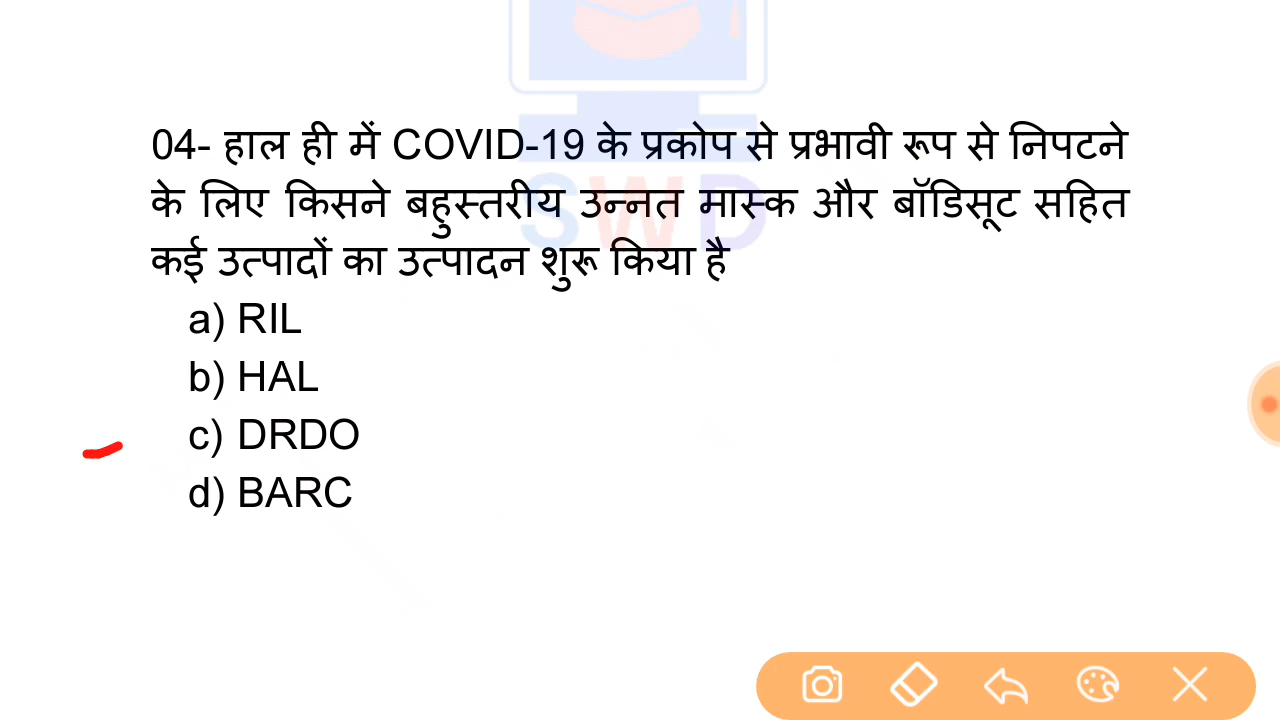 04- हाल ही में COVID-19 के प्रकोप से प्रभावी रूप से निपटने
के लिए किसने बहुस्तरीय उन्नत मास्क और बॉडिसूट सहित
कई उत्पादों का उत्पादन शुरू किया है
a) RIL
b) HAL
c) DRDO
d) BARC
SWD